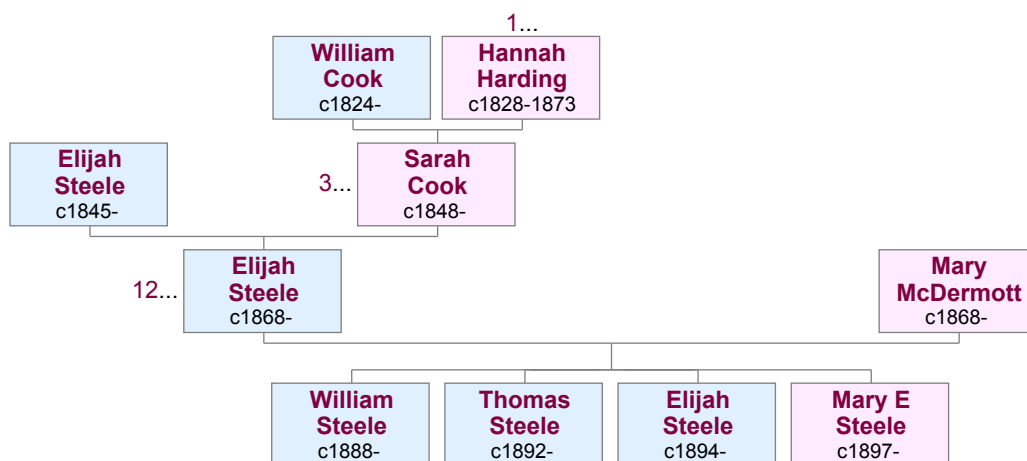 1...
William
Cook
c1824-
Hannah
Harding
c1828-1873
Elijah
Steele
c1845-
3...
Sarah
Cook
c1848-
12...
Elijah
Steele
c1868-
Mary
McDermott
c1868-
William
Steele
c1888-
Thomas
Steele
c1892-
Elijah
Steele
c1894-
Mary E
Steele
c1897-